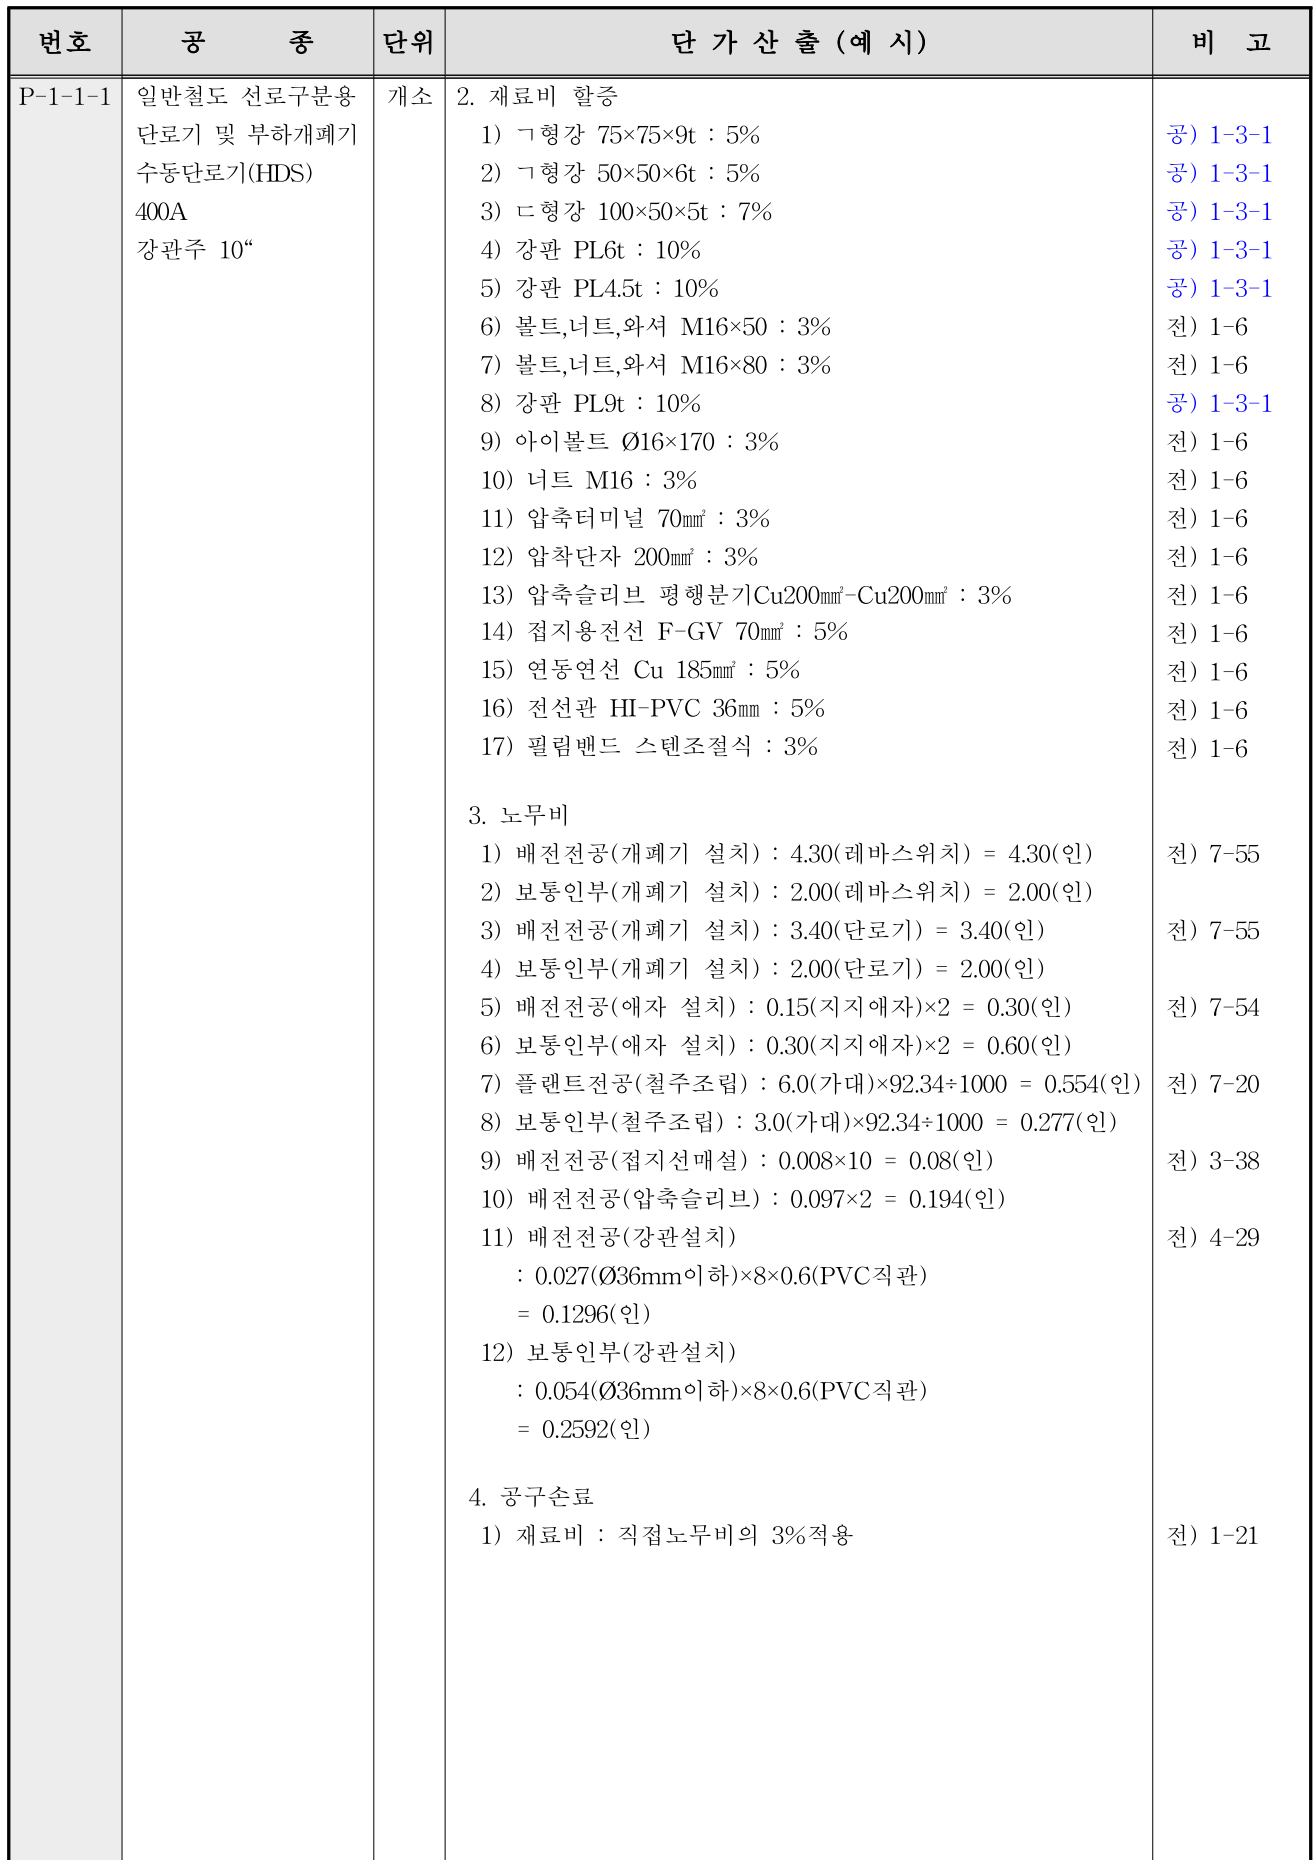 번호 공 종 단위 단 가 산 출 (예 시) 비 고
P-1-1-1 일반철도 선로구분용 개소 2. 재료비 할증
단로기 및 부하개폐기 1) ㄱ형강 75×75×9t : 5% 공) 1-3-1
수동단로기(HDS) 2) ㄱ형강 50×50×6t : 5% 공) 1-3-1
400A 3) ㄷ형강 100×50×5t : 7% 공) 1-3-1
강관주 10“ 4) 강판 PL6t : 10% 공) 1-3-1
5) 강판 PL4.5t : 10% 공) 1-3-1
6) 볼트,너트,와셔 M16×50 : 3% 전) 1-6
7) 볼트,너트,와셔 M16×80 : 3% 전) 1-6
8) 강판 PL9t : 10% 공) 1-3-1
9) 아이볼트 Ø16×170 : 3% 전) 1-6
10) 너트 M16 : 3% 전) 1-6
11) 압축터미널 70㎟ : 3% 전) 1-6
12) 압착단자 200㎟ : 3% 전) 1-6
13) 압축슬리브 평행분기Cu200㎟-Cu200㎟ : 3% 전) 1-6
14) 접지용전선 F-GV 70㎟ : 5% 전) 1-6
15) 연동연선 Cu 185㎟ : 5% 전) 1-6
16) 전선관 HI-PVC 36㎜ : 5% 전) 1-6
17) 필림밴드 스텐조절식 : 3% 전) 1-6
3. 노무비
1) 배전전공(개폐기 설치) : 4.30(레바스위치) = 4.30(인) 전) 7-55
2) 보통인부(개폐기 설치) : 2.00(레바스위치) = 2.00(인)
3) 배전전공(개폐기 설치) : 3.40(단로기) = 3.40(인) 전) 7-55
4) 보통인부(개폐기 설치) : 2.00(단로기) = 2.00(인)
5) 배전전공(애자 설치) : 0.15(지지애자)×2 = 0.30(인) 전) 7-54
6) 보통인부(애자 설치) : 0.30(지지애자)×2 = 0.60(인)
7) 플랜트전공(철주조립) : 6.0(가대)×92.34÷1000 = 0.554(인) 전) 7-20
8) 보통인부(철주조립) : 3.0(가대)×92.34÷1000 = 0.277(인)
9) 배전전공(접지선매설) : 0.008×10 = 0.08(인) 전) 3-38
10) 배전전공(압축슬리브) : 0.097×2 = 0.194(인)
11) 배전전공(강관설치) 전) 4-29
: 0.027(Ø36mm이하)×8×0.6(PVC직관)
= 0.1296(인)
12) 보통인부(강관설치)
: 0.054(Ø36mm이하)×8×0.6(PVC직관)
= 0.2592(인)
4. 공구손료
1) 재료비 : 직접노무비의 3%적용 전) 1-21